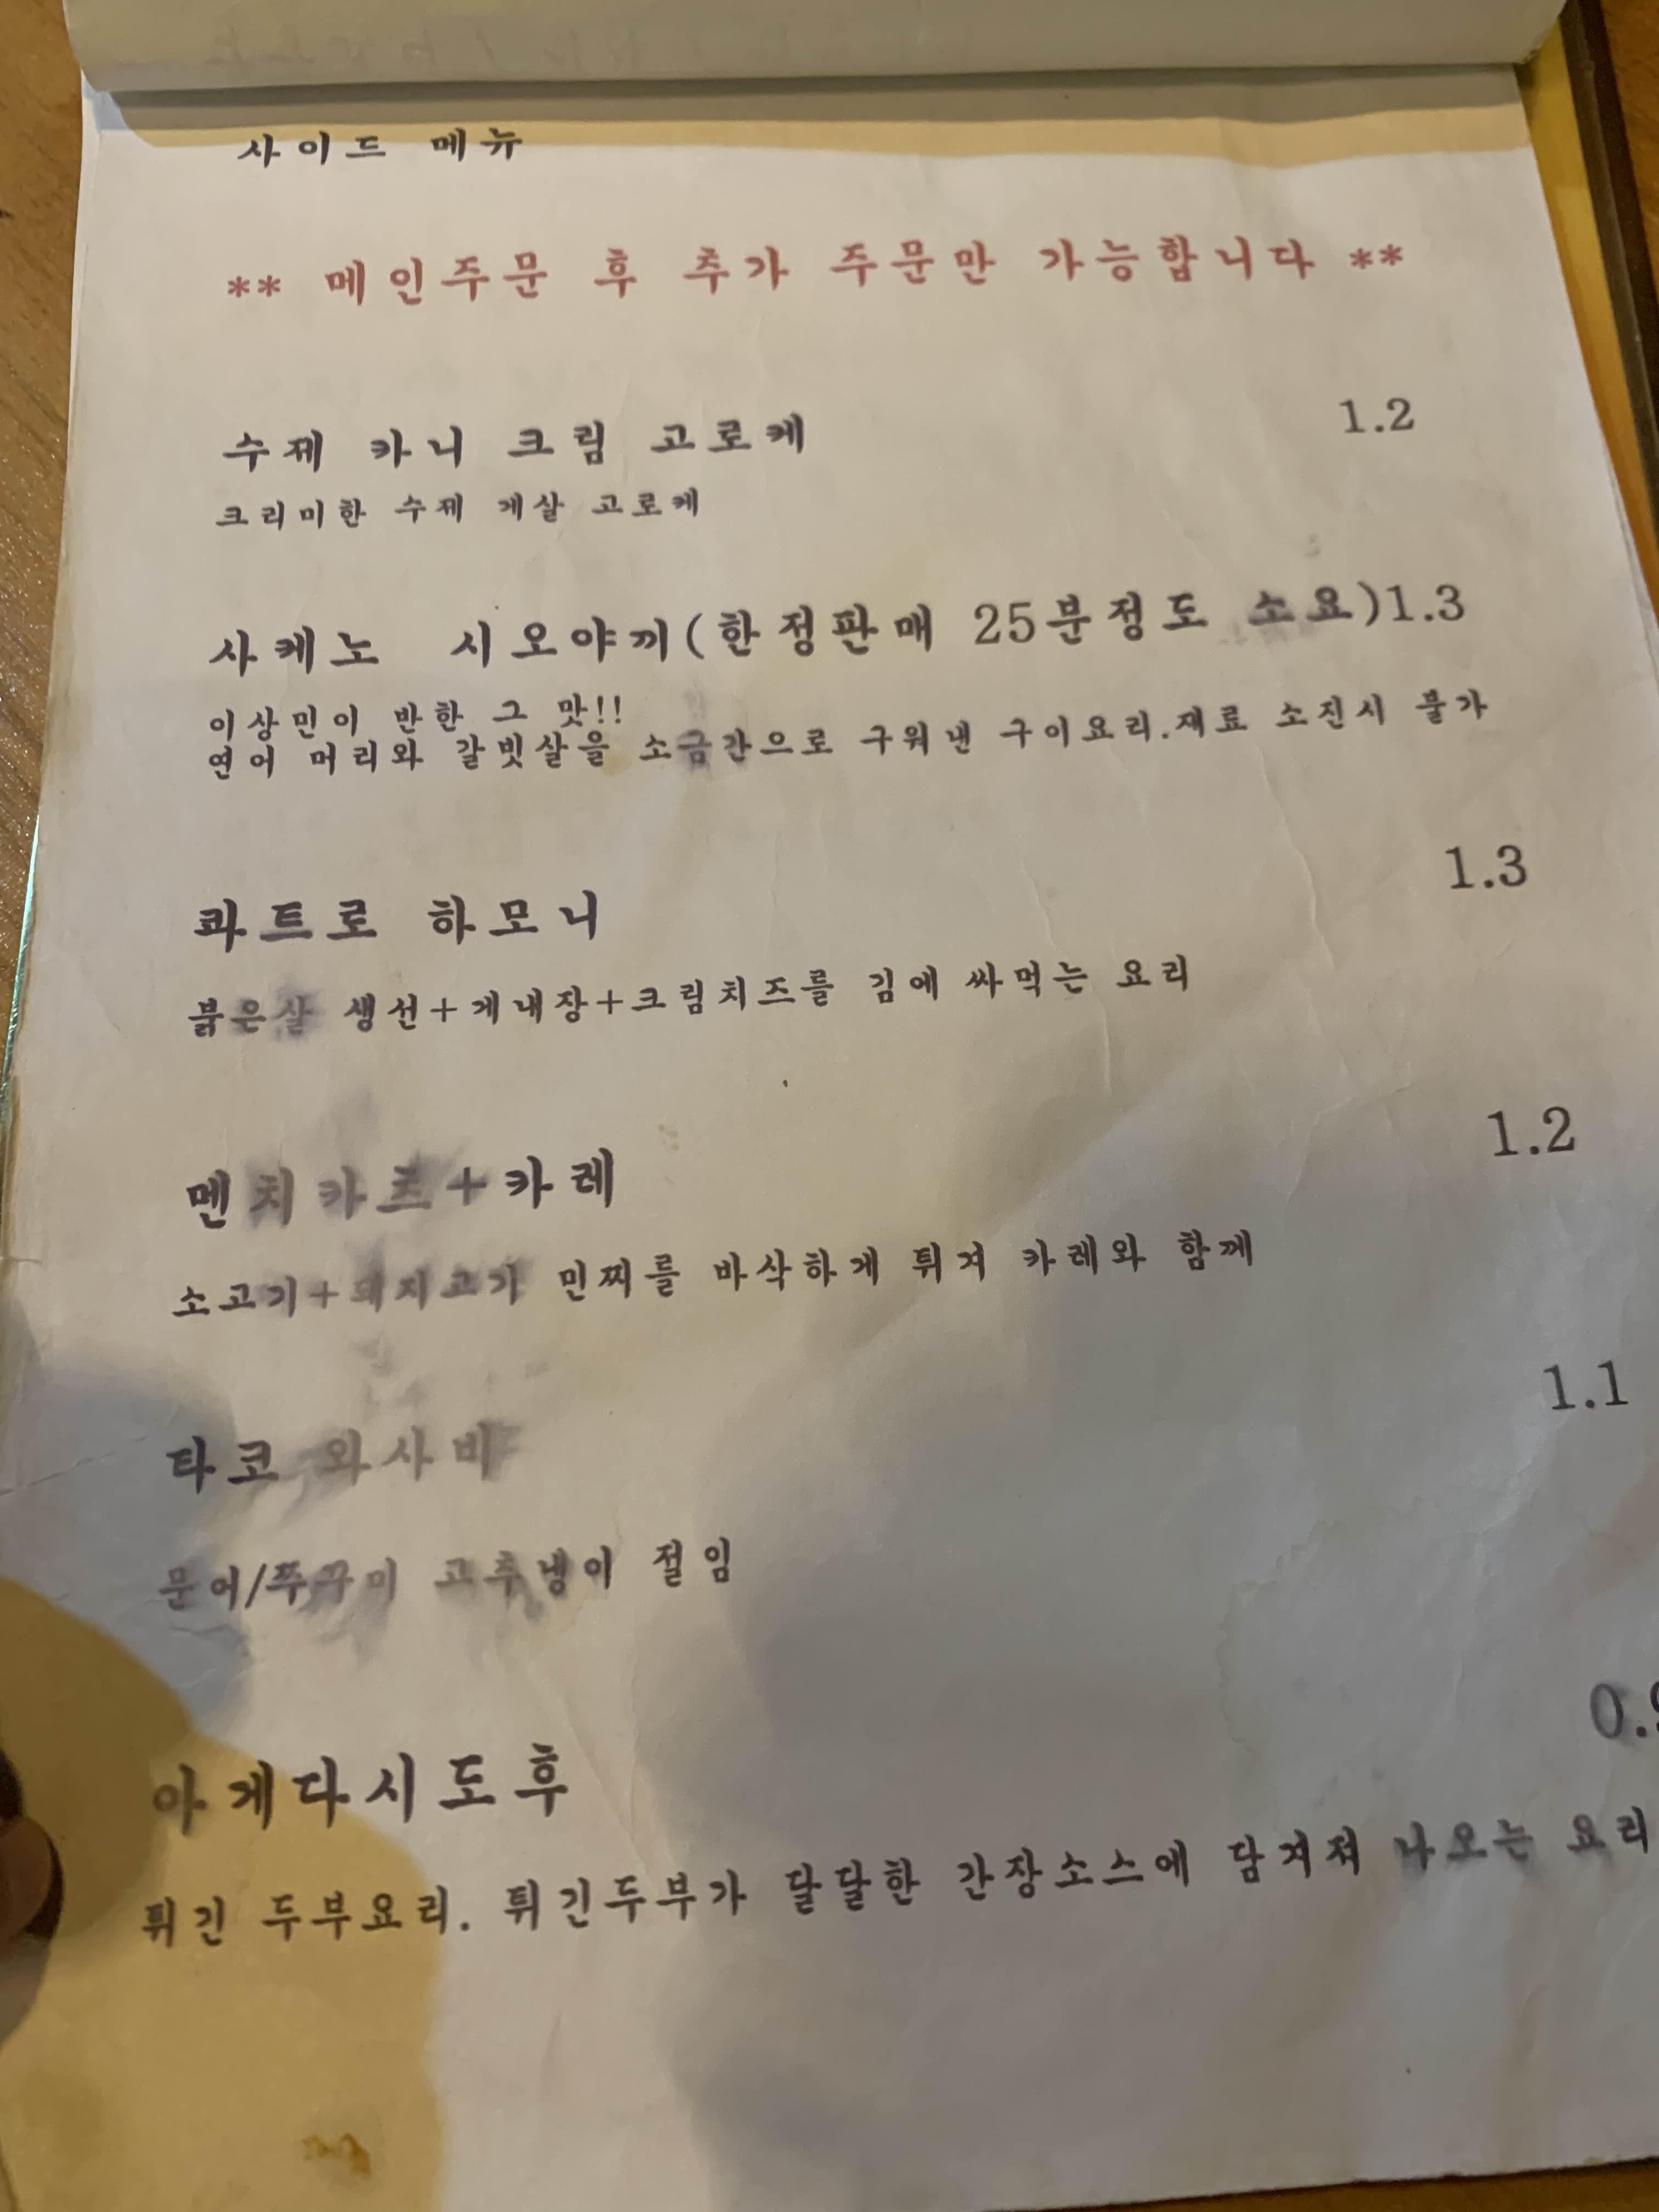 사이드 메뉴
** 메인주문 후 추가 주문만 가능합니다 **
수제 카니 크림 고로케 1.2
크리미한 수제 게살 고로케
사케노 시오야끼(한정판매 25분정도 소요)1.3
이상민이 반한 그 맛!!
연어 머리와 갈빗살을 소금간으로 구워낸 구이요리.재료 소진시 불가
콰트로 하모니 1.3
붉은살 생선+게내장+크림치즈를 김에 싸먹는 요리
멘치카츠+카레 1.2
소고기+돼지고기 민찌를 바삭하게 튀겨 카레와 함께
타코 와사비 1.1
문어/쭈꾸미 고추냉이 절임
아게다시도후
튀긴 두부요리. 튀긴두부가 달달한 간장소스에 담겨져 나오는 요리